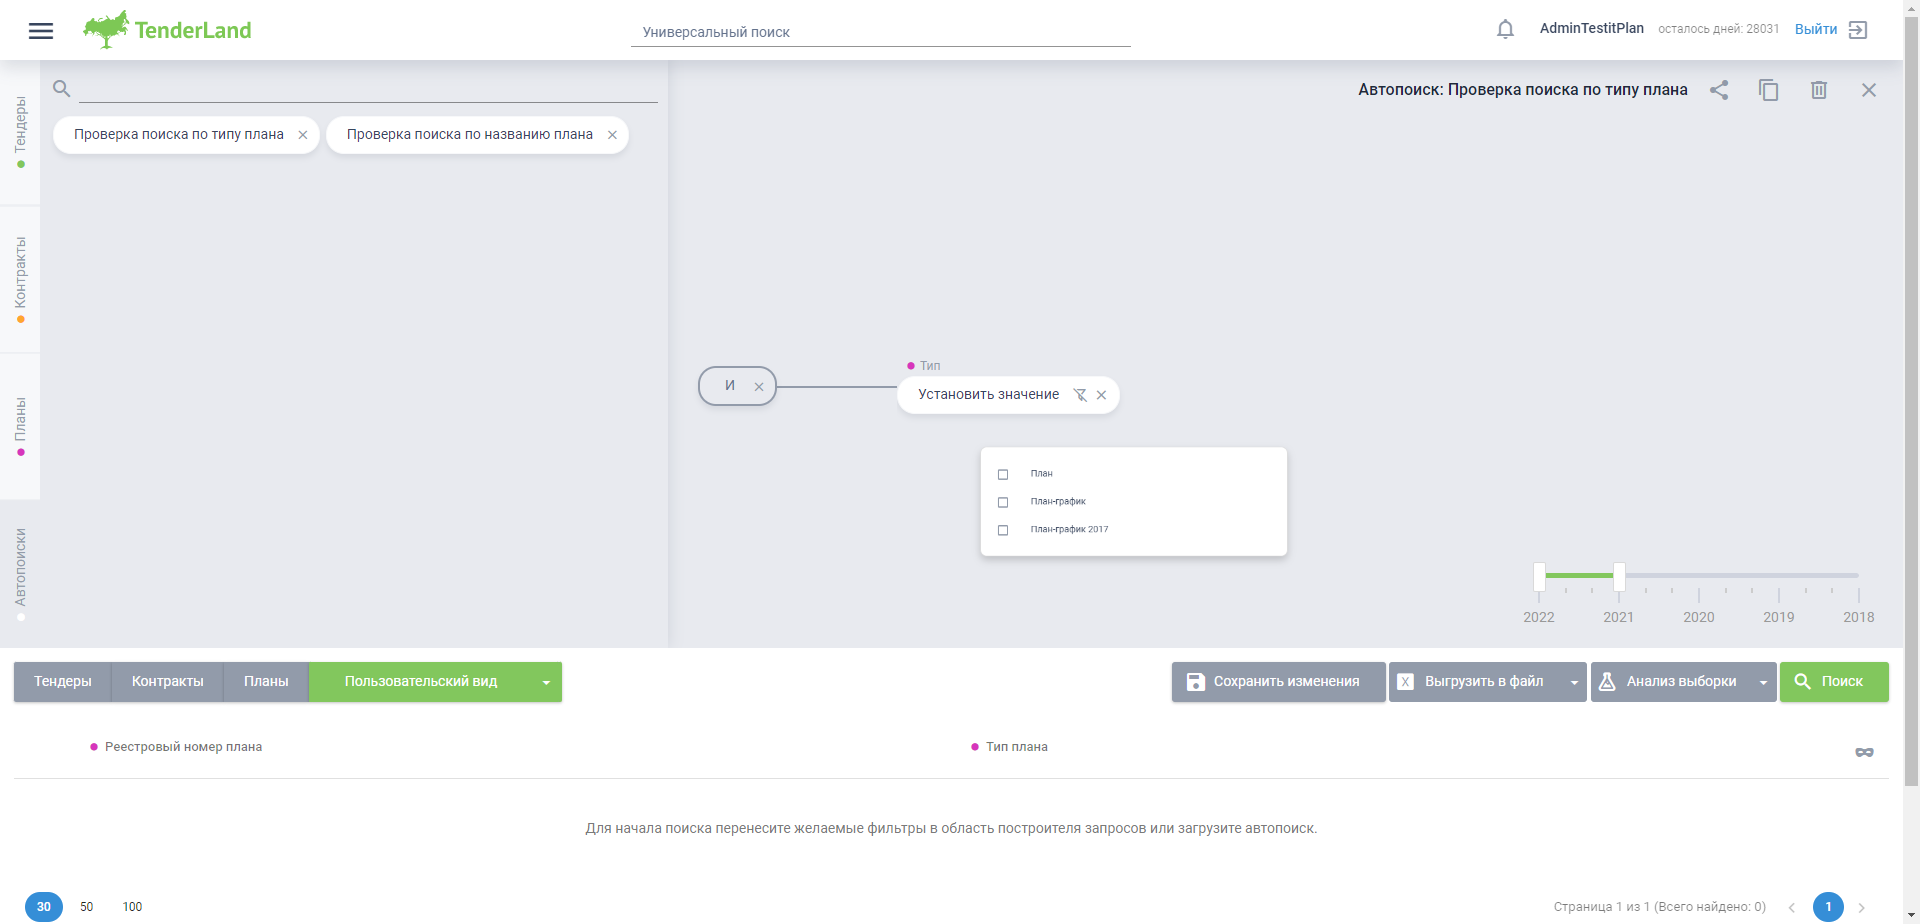 TenderLand
Универсальный поиск
AdminTestitPlan
осталось дней: 28031
Выйти
Тендеры
Контракты
Планы
Автопоиски
Проверка поиска по типу плана
Проверка поиска по названию плана
Автопоиск: Проверка поиска по типу плана
И
Тип
Установить значение
План
План-график
План-график 2017
2022
2021
2020
2019
2018
Тендеры
Контракты
Планы
Пользовательский вид
Сохранить изменения
X
Выгрузить в файл
Анализ выборки
Поиск
Реестровый номер плана
Тип плана
Для начала поиска перенесите желаемые фильтры в область построителя запросов или загрузите автопоиск.
30
50
100
Страница 1 из 1 (Всего найдено: 0)
1